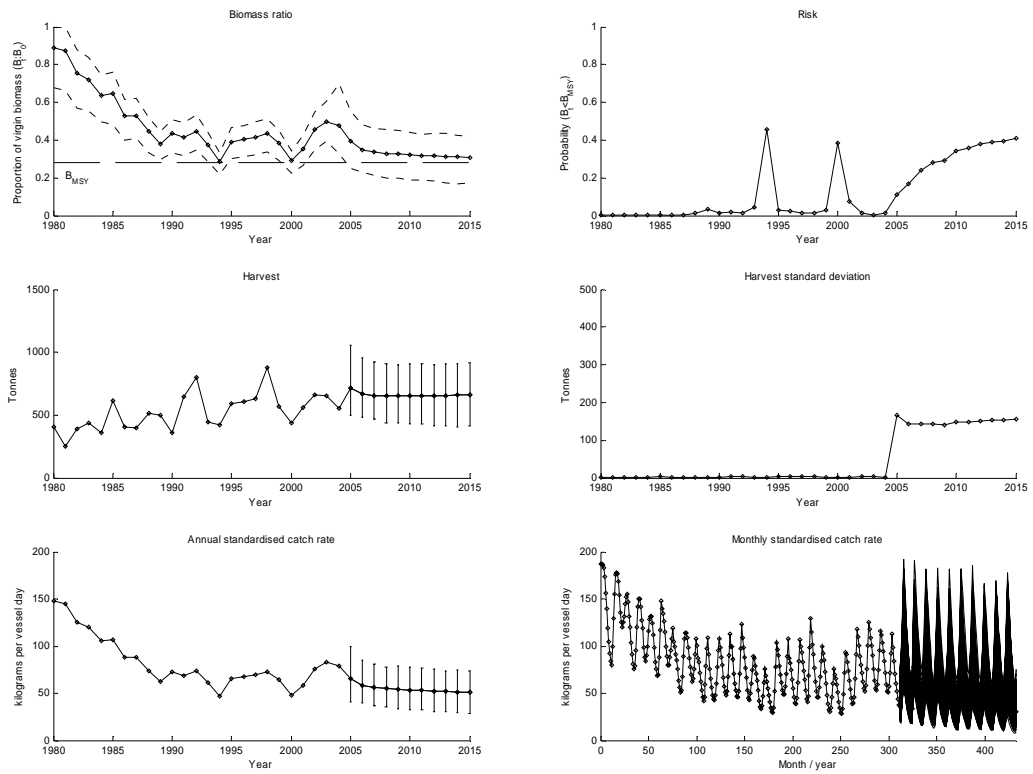 Biomass ratio
Proportion of virgin biomass (Bt:B0)
1
0.8
0.6
0.4
0.2
0
BMSY
1980 1985 1990 1995 2000 2005 2010 2015
Year
Risk
Probability (Bt<BMSY)
1
0.8
0.6
0.4
0.2
0
1980 1985 1990 1995 2000 2005 2010 2015
Year
Harvest
Tonnes
1500
1000
500
0
1980 1985 1990 1995 2000 2005 2010 2015
Year
Harvest standard deviation
Tonnes
500
400
300
200
100
0
1980 1985 1990 1995 2000 2005 2010 2015
Year
Annual standardised catch rate
kilograms per vessel day
200
150
100
50
0
1980 1985 1990 1995 2000 2005 2010 2015
Year
Monthly standardised catch rate
kilograms per vessel day
200
150
100
50
0
0 50 100 150 200 250 300 350 400
Month / year